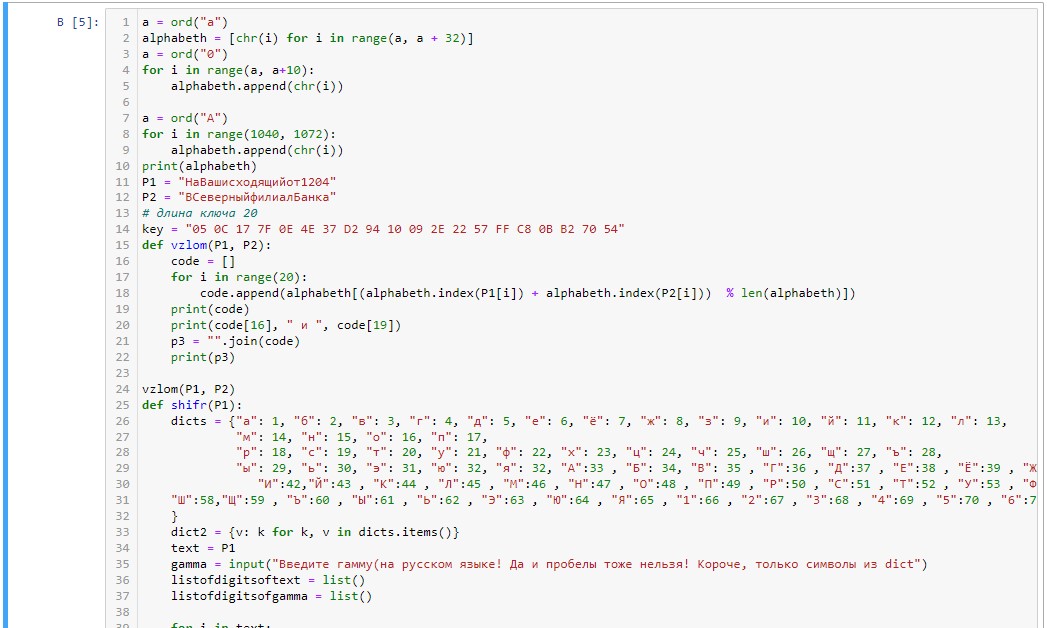 В [5]:
1 a = ord("а")
2 alphabeth = [chr(i) for i in range(a, a + 32)]
3 a = ord("0")
4 for i in range(a, a+10):
5     alphabeth.append(chr(i))
6
7 a = ord("А")
8 for i in range(1040, 1072):
9     alphabeth.append(chr(i))
10 print(alphabeth)
11 P1 = "НаВашисходящийот1204"
12 P2 = "ВСеверныйфилиалБанка"
13 # длина ключа 20
14 key = "05 0C 17 7F 0E 4E 37 D2 94 10 09 2E 22 57 FF C8 0B B2 70 54"
15 def vzlom(P1, P2):
16     code = []
17     for i in range(20):
18         code.append(alphabeth[(alphabeth.index(P1[i]) + alphabeth.index(P2[i]))  % len(alphabeth)])
19     print(code)
20     print(code[16], " и ", code[19])
21     p3 = "".join(code)
22     print(p3)
23
24 vzlom(P1, P2)
25 def shifr(P1):
26     dicts = {"а": 1, "б": 2, "в": 3, "г": 4, "д": 5, "е": 6, "ё": 7, "ж": 8, "з": 9, "и": 10, "й": 11, "к": 12, "л": 13,
27              "м": 14, "н": 15, "о": 16, "п": 17,
28              "р": 18, "с": 19, "т": 20, "у": 21, "ф": 22, "х": 23, "ц": 24, "ч": 25, "ш": 26, "щ": 27, "ъ": 28,
29              "ы": 29, "ь": 30, "э": 31, "ю": 32, "я": 32, "А":33 , "Б": 34, "В": 35 , "Г":36 , "Д":37 , "Е":38 , "Ё":39 , "Ж
30                 "И":42,"Й":43 , "К":44 , "Л":45 , "М":46 , "Н":47 , "О":48 , "П":49 , "Р":50 , "С":51 , "Т":52 , "У":53 , "Ф
31     "Ш":58,"Щ":59 , "Ъ":60 , "Ы":61 , "Ь":62 , "Э":63 , "Ю":64 , "Я":65 , "1":66 , "2":67 , "3":68 , "4":69 , "5":70 , "6":7
32     }
33     dict2 = {v: k for k, v in dicts.items()}
34     text = P1
35     gamma = input("Введите гамму(на русском языке! Да и пробелы тоже нельзя! Короче, только символы из dict")
36     listofdigitsoftext = list()
37     listofdigitsofgamma = list()
38
39     for i in text: